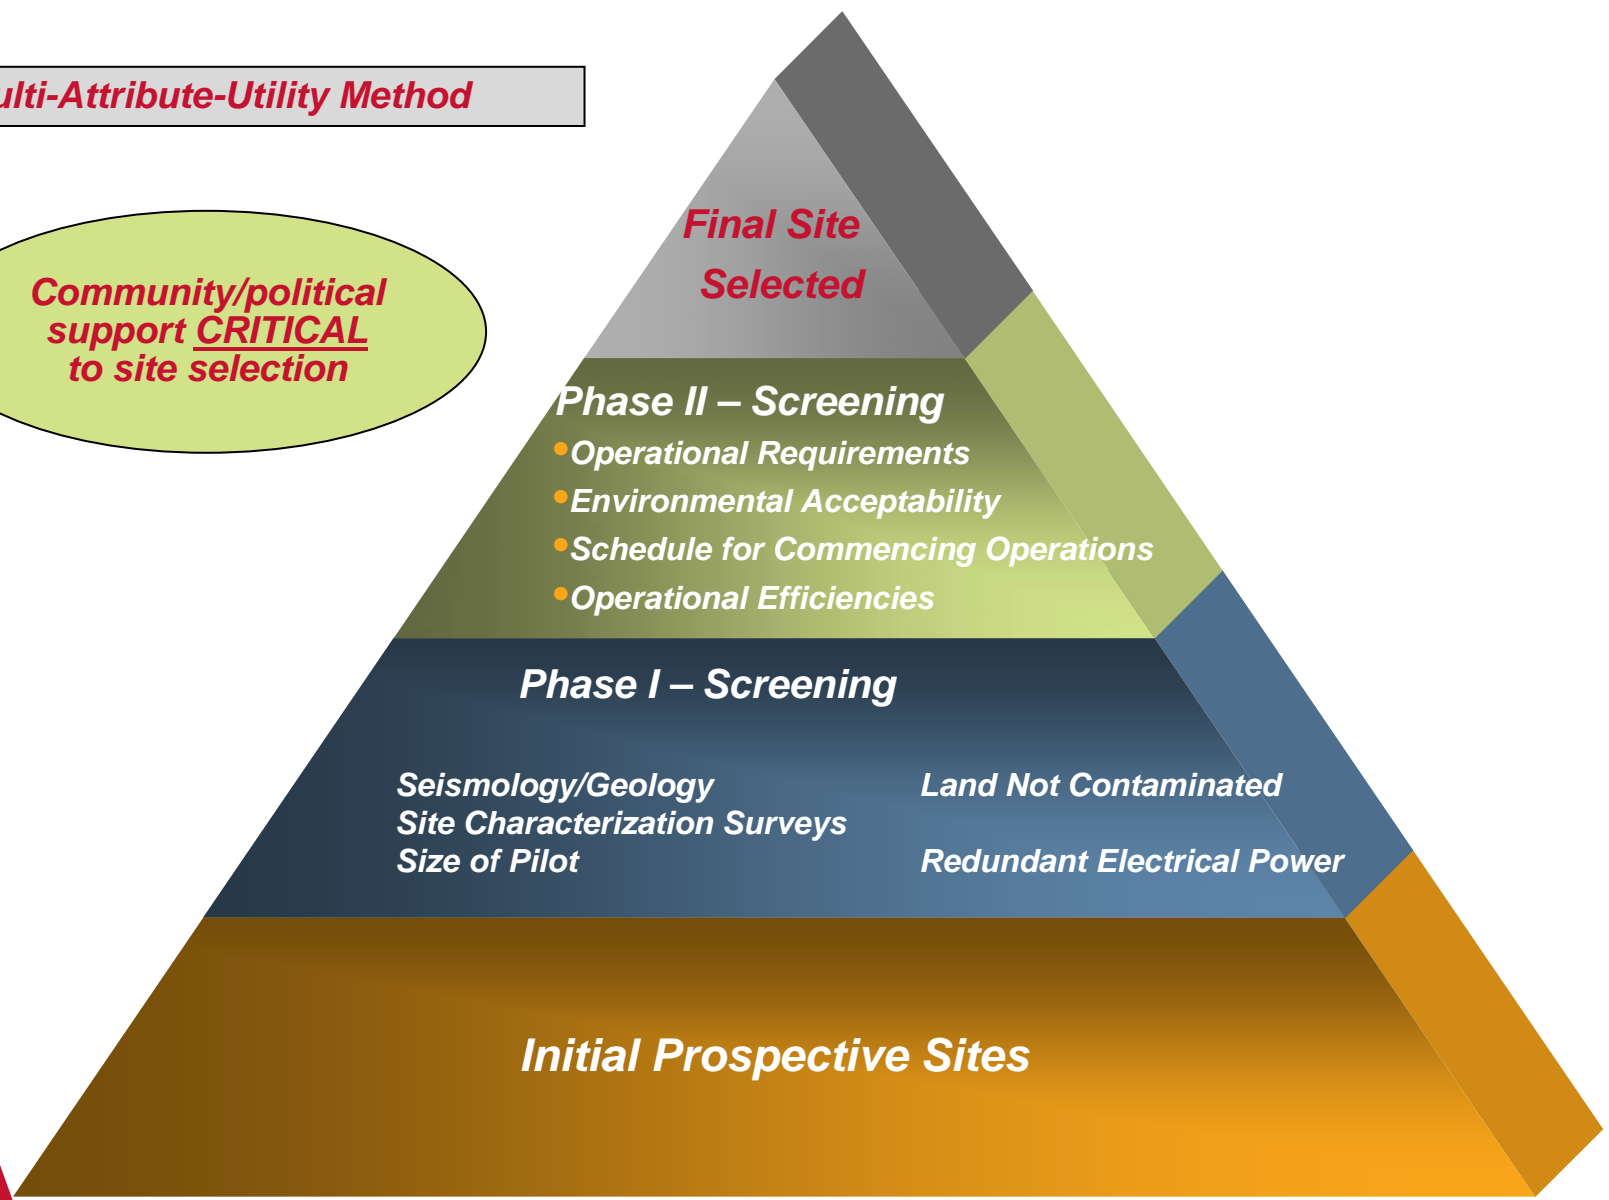 ulti-Attribute-Utility Method
Community/political
support CRITICAL
to site selection
Final Site
Selected
Phase II – Screening
•Operational Requirements
•Environmental Acceptability
•Schedule for Commencing Operations
•Operational Efficiencies
Phase I – Screening
Seismology/Geology Land Not Contaminated
Site Characterization Surveys
Size of Pilot Redundant Electrical Power
Initial Prospective Sites